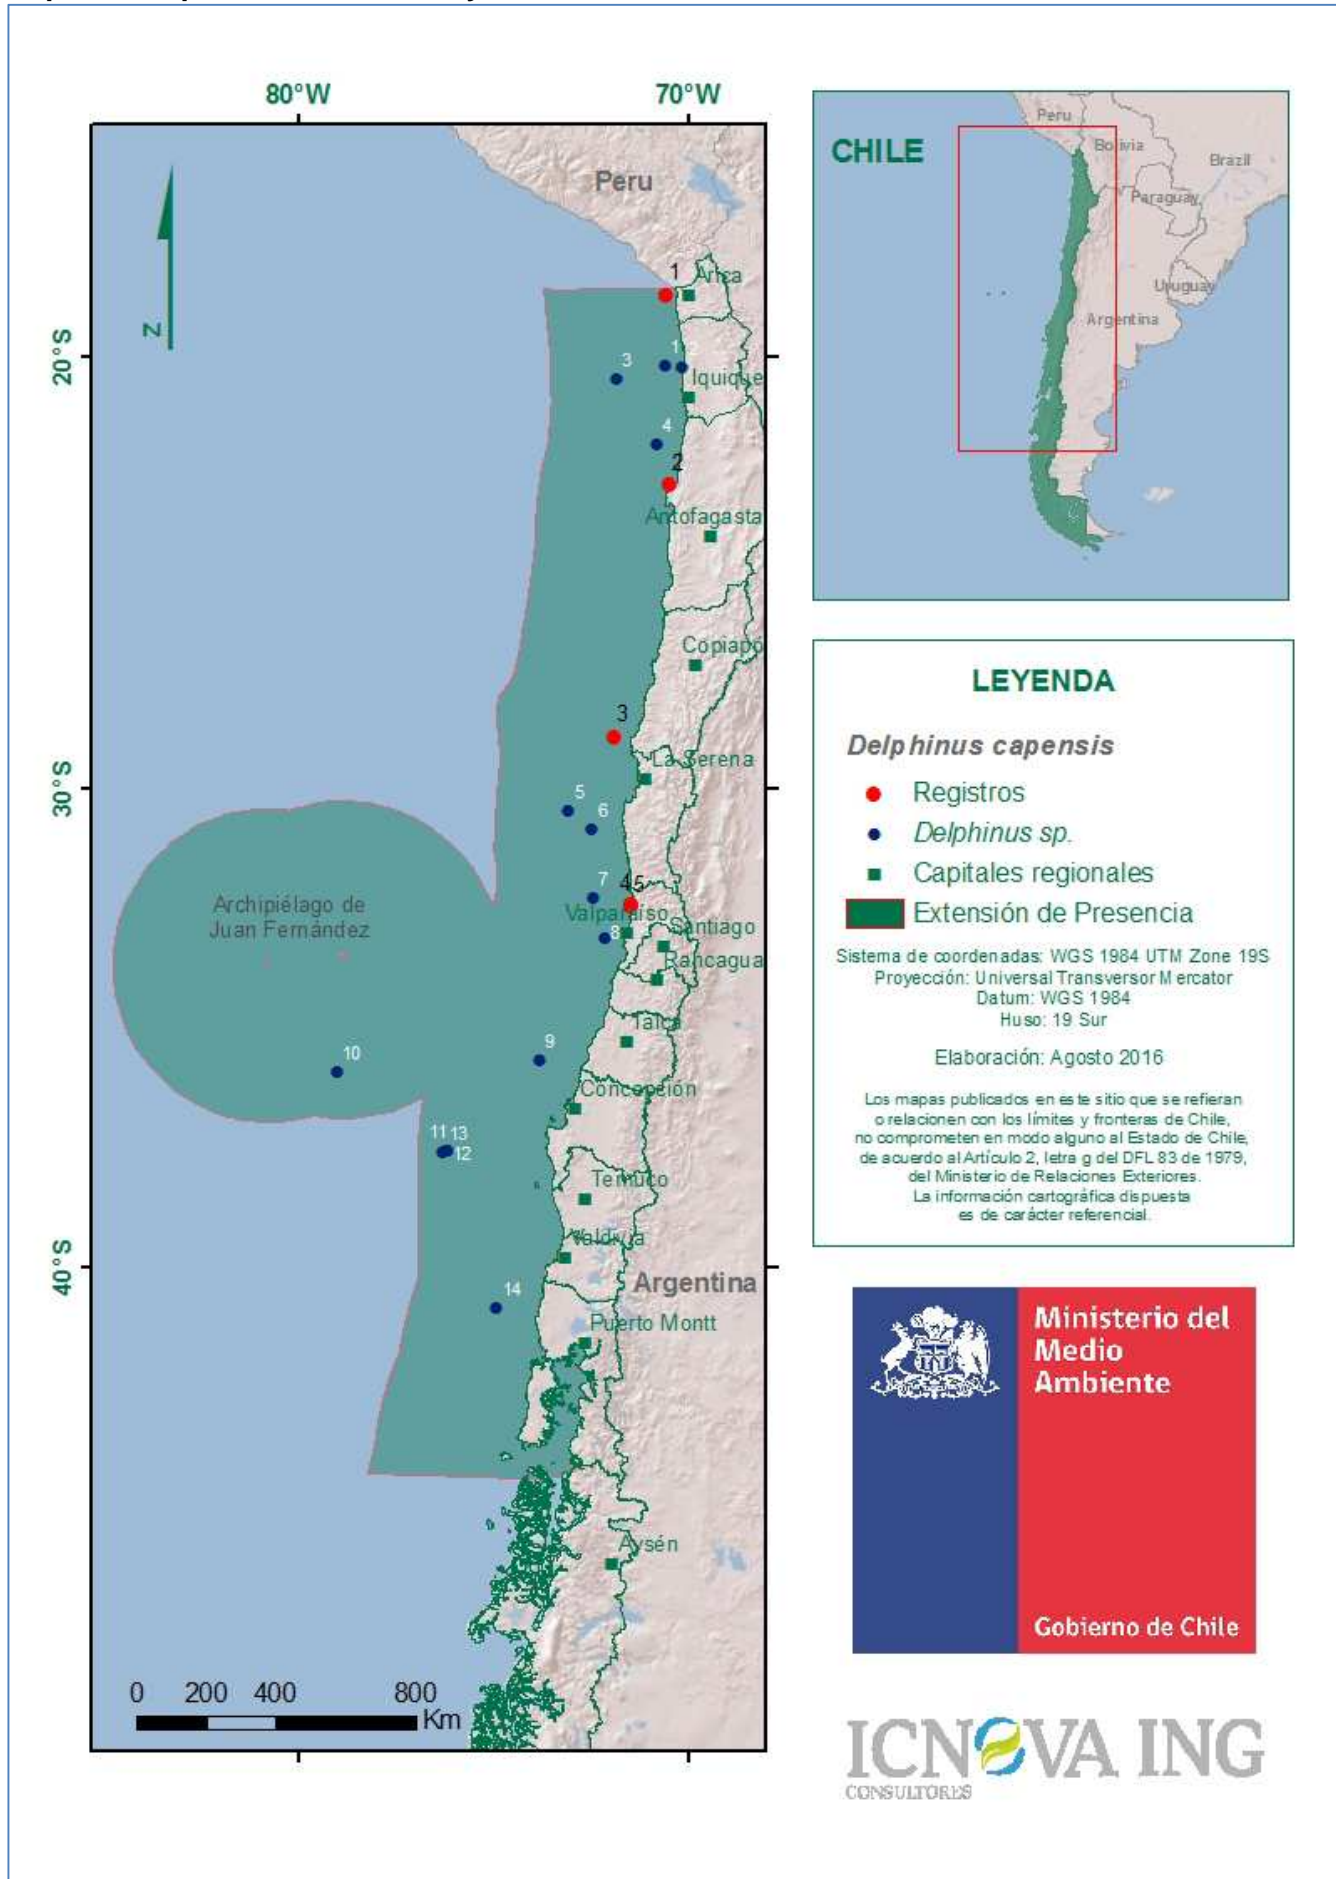 80°W
70°W
20°S
30°S
40°S
N
Peru
1
Arica
3
1
Iquique
4
2
Antofagasta
Copiapó
3
La Serena
5
6
7
45
Valparaíso
8
Santiago
Rancagua
Archipiélago de
Juan Fernández
Talca
9
10
Concepción
11 13
12
Temuco
Valdivia
Argentina
14
Puerto Montt
Aysén
0 200 400 800
Km
CHILE
Peru
Bolivia
Brazil
Paraguay
Uruguay
Argentina
LEYENDA
Delphinus capensis
Registros
Delphinus sp.
Capitales regionales
Extensión de Presencia
Sistema de coordenadas: WGS 1984 UTM Zone 19S
Proyección: Universal Transversor Mercator
Datum: WGS 1984
Huso: 19 Sur
Elaboración: Agosto 2016
Los mapas publicados en este sitio que se refieran
o relacionen con los límites y fronteras de Chile,
no comprometen en modo alguno al Estado de Chile,
de acuerdo al Artículo 2, letra g del DFL 83 de 1979,
del Ministerio de Relaciones Exteriores.
La información cartográfica dispuesta
es de carácter referencial.
Ministerio del
Medio
Ambiente
Gobierno de Chile
ICNOVA ING
CONSULTORES